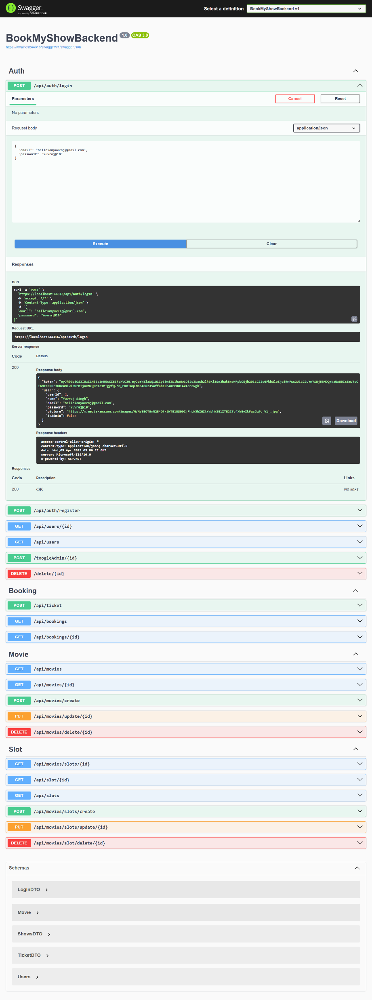 Swagger.
Supported by SMARTBEAR
Select a definition
BookMyShowBackend v1
BookMyShowBackend 1.0 OAS 3.0
https://localhost:44316/swagger/v1/swagger.json
Auth
POST /api/auth/login
Parameters
Cancel
Reset
No parameters
Request body
application/json
{
"email": "helloiamyuvraj@gmail.com",
"password": "Yuvraj@10"
}
Execute
Clear
Responses
Curl
curl -X 'POST' \
'https://localhost:44316/api/auth/login' \
-H 'accept: */*' \
-H 'Content-Type: application/json' \
-d '{
"email": "helloiamyuvraj@gmail.com",
"password": "Yuvraj@10"
}'
Request URL
https://localhost:44316/api/auth/login
Server response
Code Details
200
Response body
{
"token":
"user": {
"userId": 2,
"name": "Yuvraj Singh",
"email": "helloiamyuvraj@gmail.com",
"password": "Yuvraj@10",
"picture":
"isAdmin": false
}
}
Download
Response headers
access-control-allow-origin: *
content-type: application/json; charset=utf-8
date: Wed,09 Apr 2025 05:06:22 GMT
server: Microsoft-IIS/10.0
x-powered-by: ASP.NET
Responses
Code Description Links
200 OK No links
POST /api/auth/register
GET /api/users/{id}
GET /api/users
POST /toogleAdmin/{id}
DELETE /delete/{id}
Booking
POST /api/ticket
GET /api/bookings
GET /api/bookings/{id}
Movie
GET /api/movies
GET /api/movies/{id}
POST /api/movies/create
PUT /api/movies/update/{id}
DELETE /api/movies/delete/{id}
Slot
GET /api/movies/slots/{id}
GET /api/slot/{id}
GET /api/slots
POST /api/movies/slots/create
PUT /api/movies/slots/update/{id}
DELETE /api/movies/slot/delete/{id}
Schemas
LogInDTO
Movie
ShowsDTO
TicketDTO
Users